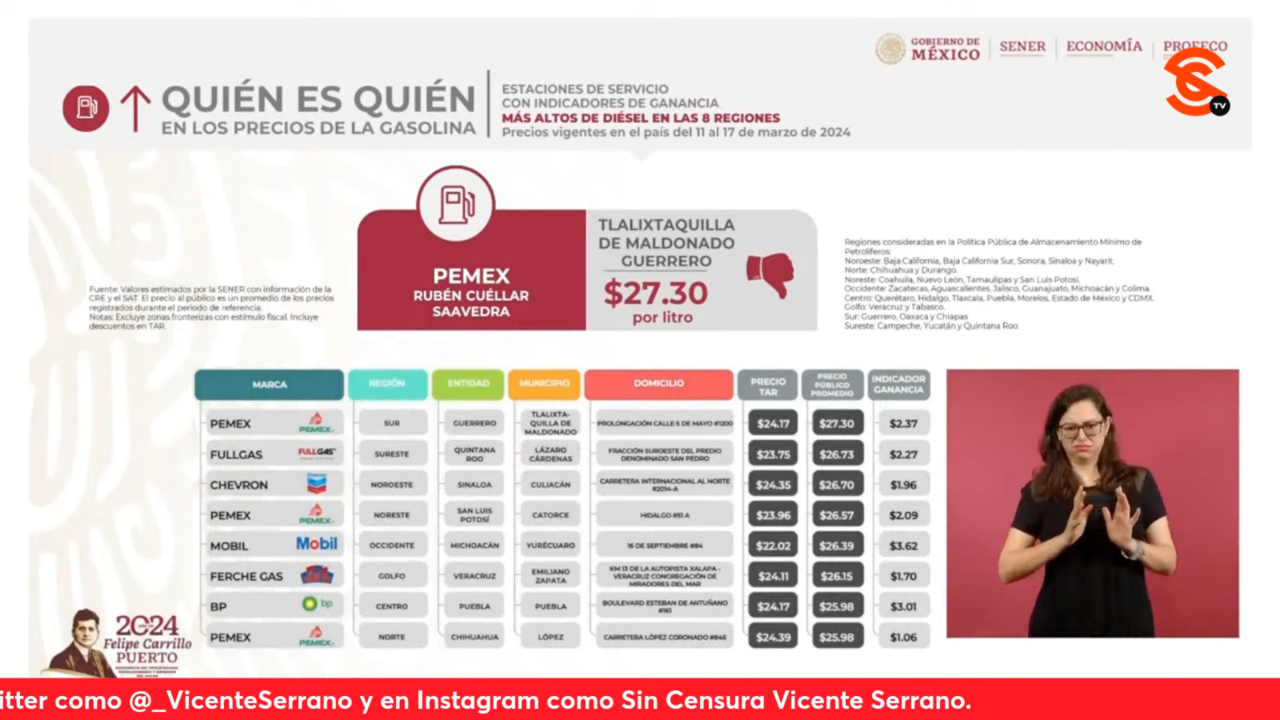 GOBIERNO DE
MÉXICO
SENER
ECONOMÍA
PROFECO
TV
QUIÉN ES QUIÉN
EN LOS PRECIOS DE LA GASOLINA
ESTACIONES DE SERVICIO
CON INDICADORES DE GANANCIA
MÁS ALTOS DE DIÉSEL EN LAS 8 REGIONES
Precios vigentes en el país del 11 al 17 de marzo de 2024
PEMEX
RUBÉN CUÉLLAR
SAAVEDRA
TLALIXTAQUILLA
DE MALDONADO
GUERRERO
$27.30
por litro
Fuente: Valores estimados por la SENER con información de la
CRE y el SAT. El precio al público es un promedio de los precios
registrados durante el periodo de referencia.
Notas: Excluye zonas fronterizas con estímulo fiscal. Incluye
descuentos en TAR.
Regiones consideradas en la Política Pública de Almacenamiento Mínimo de
Petrolíferos:
Noroeste: Baja California, Baja California Sur, Sonora, Sinaloa y Nayarit,
Norte: Chihuahua y Durango.
Noreste: Coahuila, Nuevo León, Tamaulipas y San Luis Potosí.
Occidente: Zacatecas, Aguascalientes, Jalisco, Guanajuato, Michoacán y Colima.
Centro: Querétaro, Hidalgo, Tlaxcala, Puebla, Morelos, Estado de México y CDMX.
Golfo: Veracruz y Tabasco.
Sur: Guerrero, Oaxaca y Chiapas
Sureste: Campeche, Yucatán y Quintana Roo.
MARCA REGIÓN ENTIDAD MUNICIPIO DOMICILIO PRECIO TAR PRECIO PÚBLICO PROMEDIO INDICADOR GANANCIA
PEMEX PEMEX SUR GUERRERO TLALIXTA-QUILLA DE MALDONADO PROLONGACIÓN CALLE 5 DE MAYO #1200 $24.17 $27.30 $2.37
FULLGAS FULLGAS SURESTE QUINTANA ROO LÁZARO CÁRDENAS FRACCIÓN SUROESTE DEL PREDIO DENOMINADO SAN PEDRO $23.75 $26.73 $2.27
CHEVRON NOROESTE SINALOA CULIACÁN CARRETERA INTERNACIONAL AL NORTE #2014-A $24.35 $26.70 $1.96
PEMEX PEMEX NORESTE SAN LUIS POTOSÍ CATORCE HIDALGO #51 A $23.96 $26.57 $2.09
MOBIL Mobil OCCIDENTE MICHOACÁN YURÉCUARO 16 DE SEPTIEMBRE #84 $22.02 $26.39 $3.62
FERCHE GAS GOLFO VERACRUZ EMILIANO ZAPATA KM 13 DE LA AUTOPISTA XALAPA - VERACRUZ CONGREGACIÓN DE MIRADORES DEL MAR $24.11 $26.15 $1.70
BP bp CENTRO PUEBLA PUEBLA BOULEVARD ESTEBAN DE ANTUÑANO #161 $24.17 $25.98 $3.01
PEMEX PEMEX NORTE CHIHUAHUA LÓPEZ CARRETERA LÓPEZ CORONADO #846 $24.39 $25.98 $1.06
2024
Felipe Carrillo
PUERTO
itter como @_VicenteSerrano y en Instagram como Sin Censura Vicente Serrano.